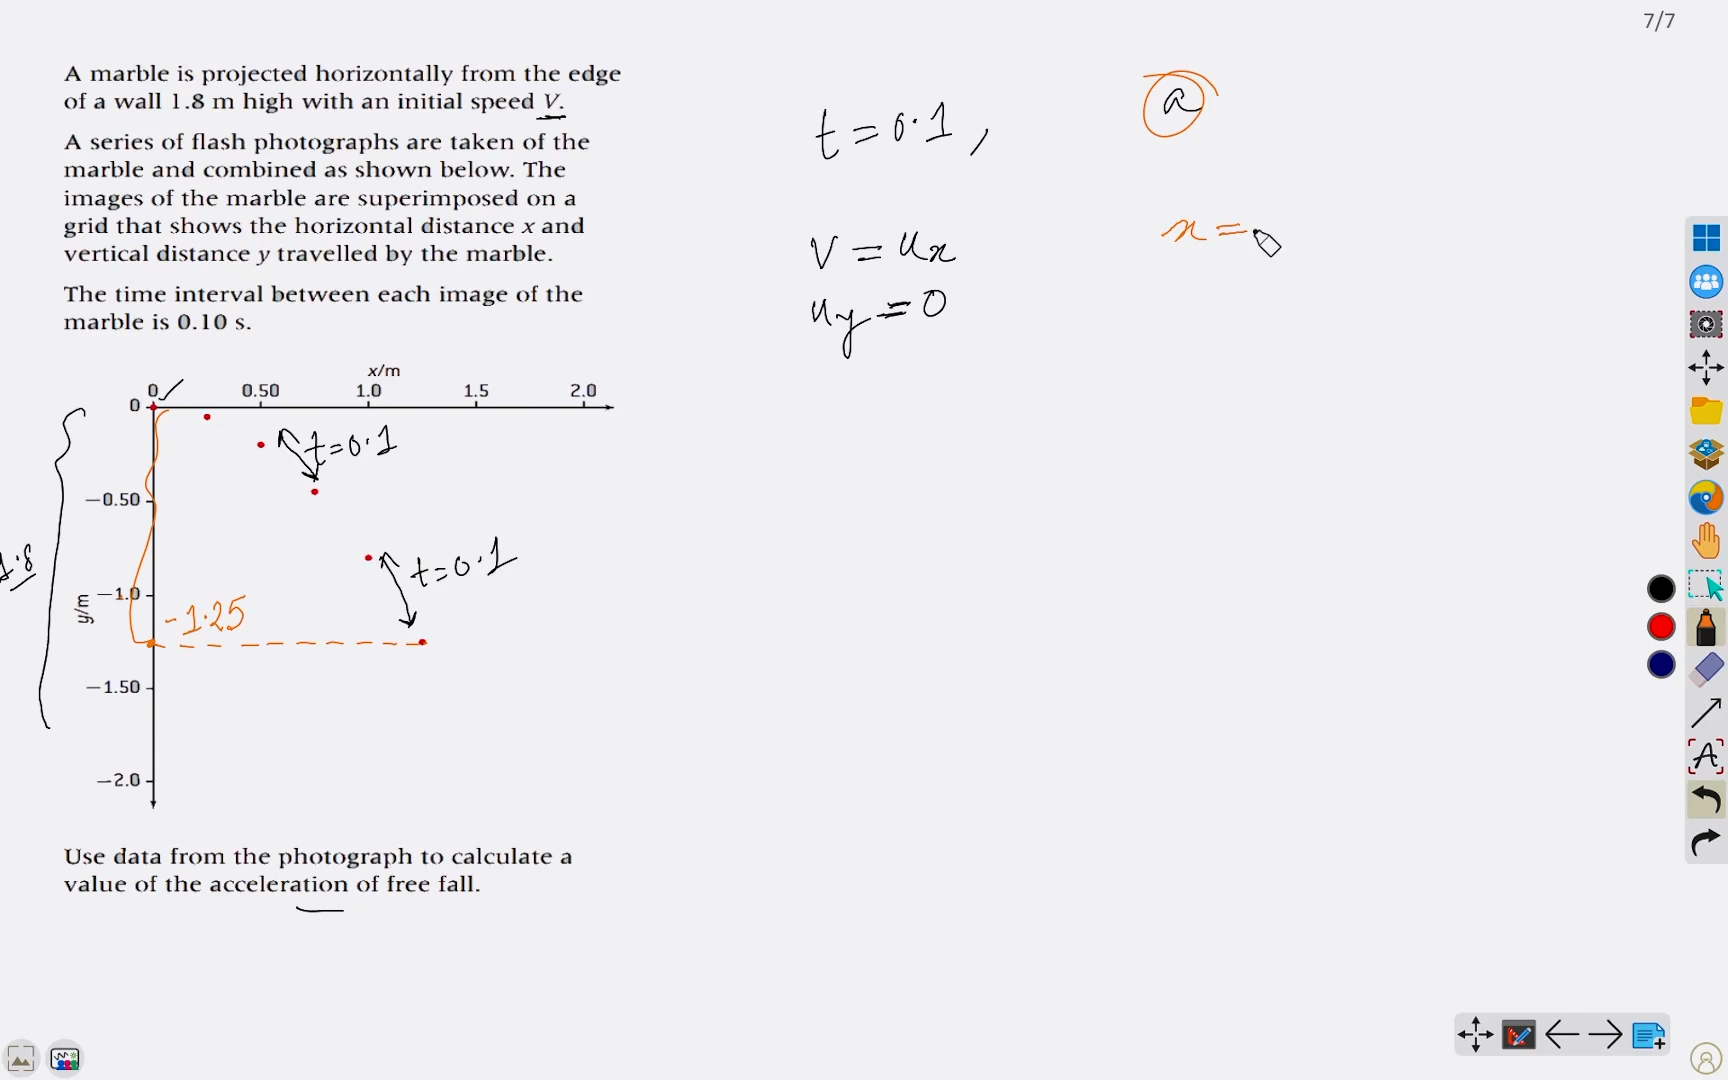 7/7
A marble is projected horizontally from the edge
of a wall 1.8 m high with an initial speed V.
A series of flash photographs are taken of the
marble and combined as shown below. The
images of the marble are superimposed on a
grid that shows the horizontal distance x and
vertical distance y travelled by the marble.
The time interval between each image of the
marble is 0.10 s.
x/m
0 0.50 1.0 1.5 2.0
0
−0.50
−1.0
−1.50
−2.0
y/m
t=0.1
t=0.1
1.8
-1.25
Use data from the photograph to calculate a
value of the acceleration of free fall.
t=0.1,
v=ux
uy=0
a
x=
A